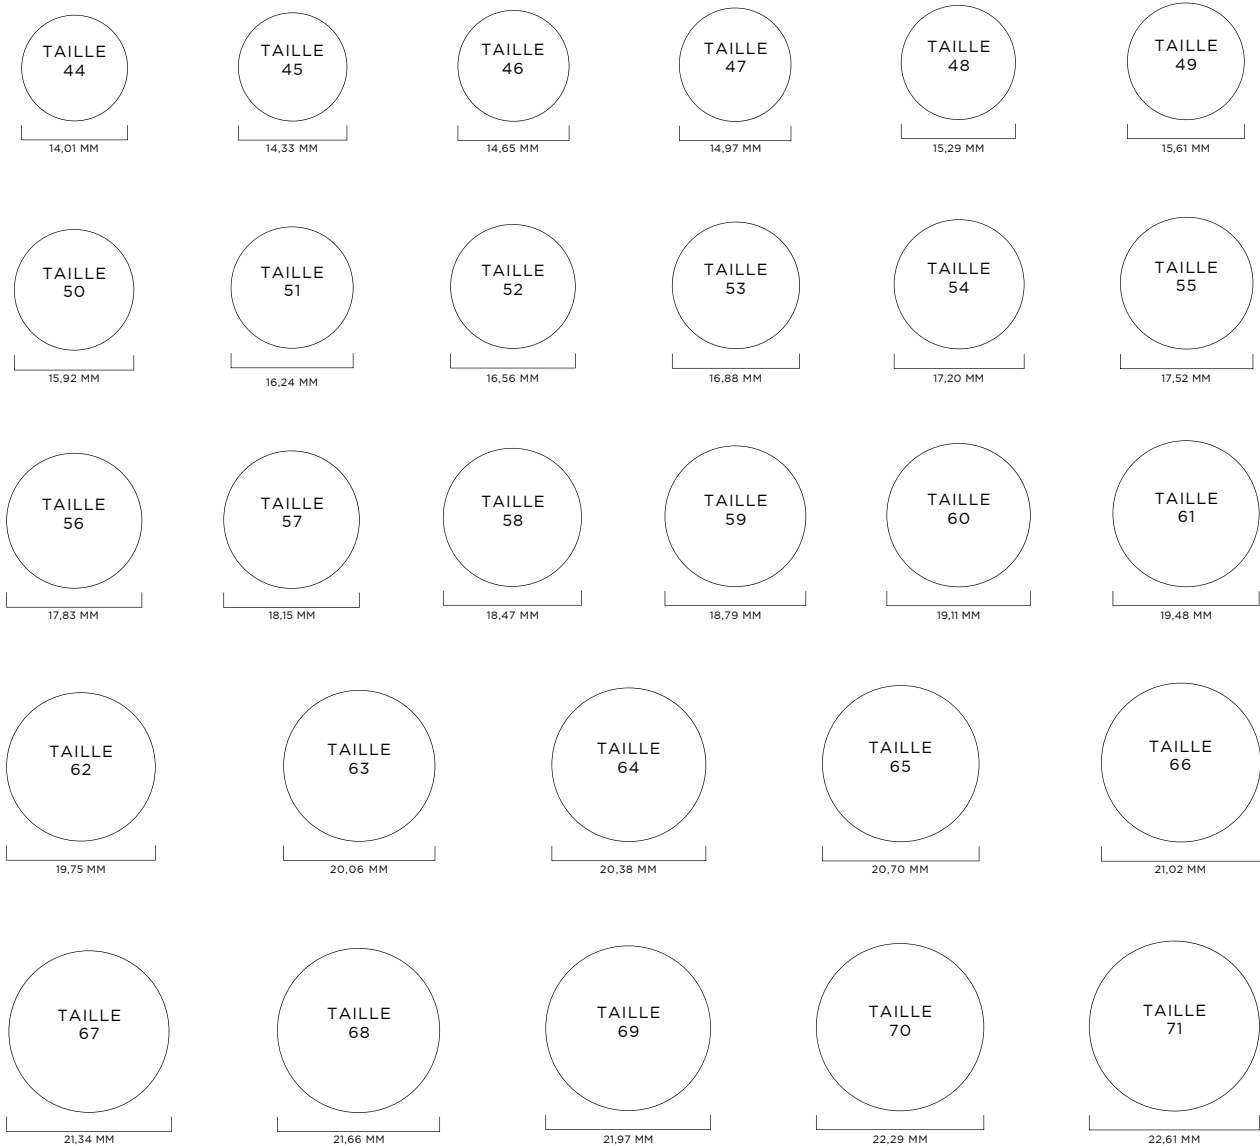 TAILLE
44
14,01 MM
TAILLE
45
14,33 MM
TAILLE
46
14,65 MM
TAILLE
47
14,97 MM
TAILLE
48
15,29 MM
TAILLE
49
15,61 MM
TAILLE
50
15,92 MM
TAILLE
51
16,24 MM
TAILLE
52
16,56 MM
TAILLE
53
16,88 MM
TAILLE
54
17,20 MM
TAILLE
55
17,52 MM
TAILLE
56
17,83 MM
TAILLE
57
18,15 MM
TAILLE
58
18,47 MM
TAILLE
59
18,79 MM
TAILLE
60
19,11 MM
TAILLE
61
19,48 MM
TAILLE
62
19,75 MM
TAILLE
63
20,06 MM
TAILLE
64
20,38 MM
TAILLE
65
20,70 MM
TAILLE
66
21,02 MM
TAILLE
67
21,34 MM
TAILLE
68
21,66 MM
TAILLE
69
21,97 MM
TAILLE
70
22,29 MM
TAILLE
71
22,61 MM